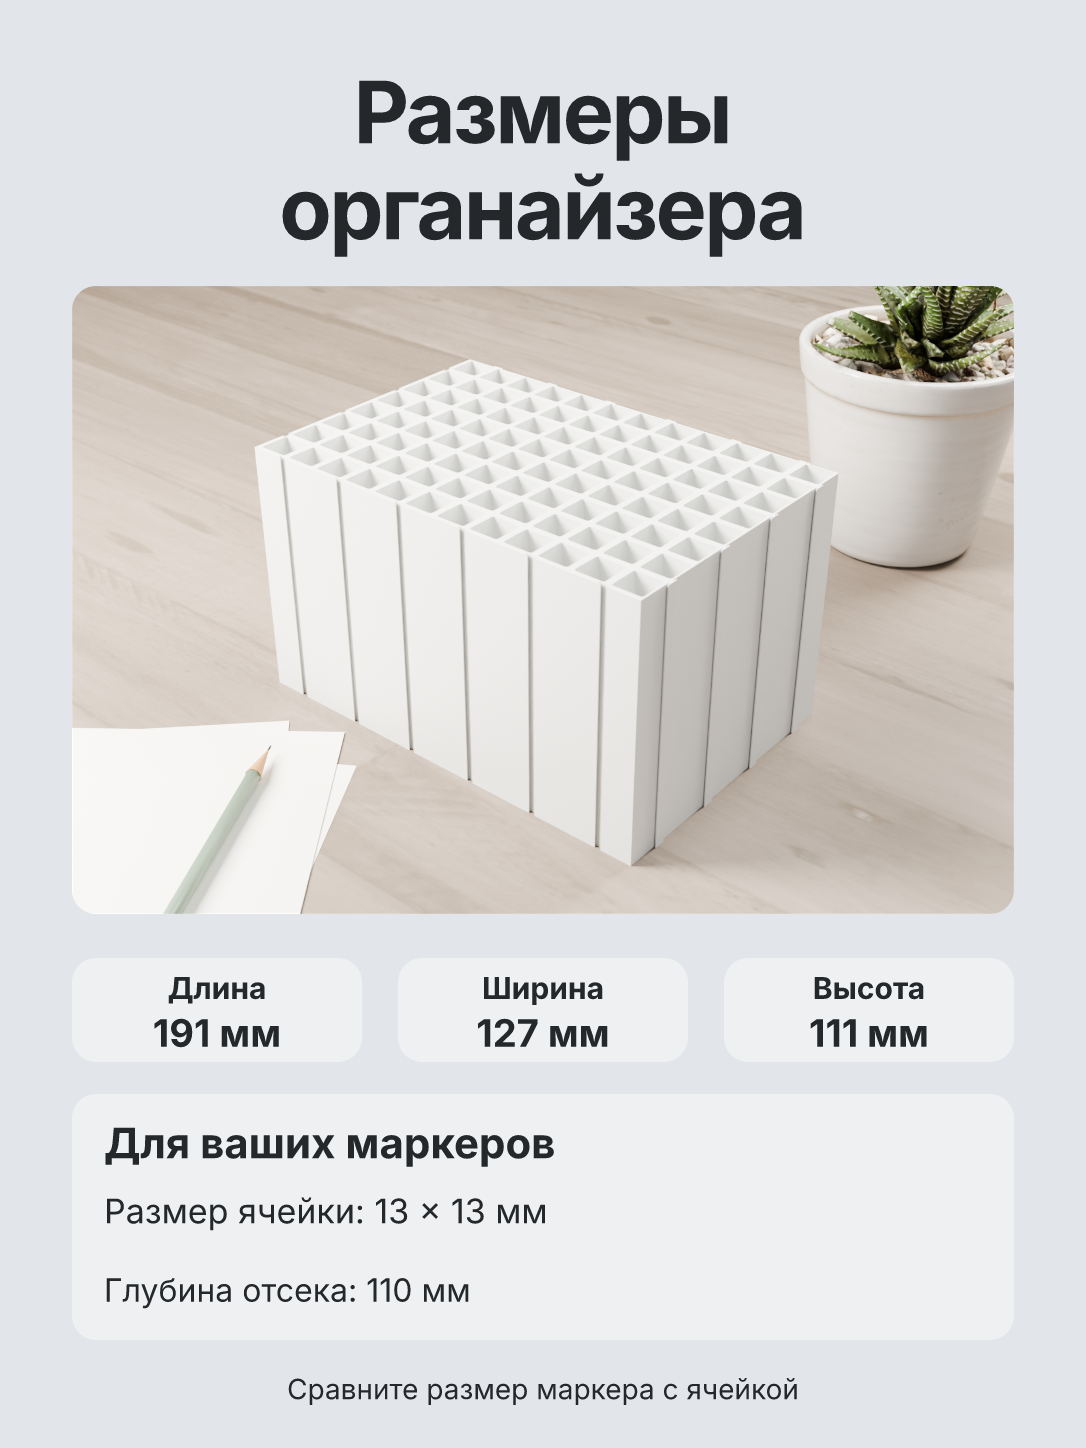 Размеры
органайзера
Длина
191 мм
Ширина
127 мм
Высота
111 мм
Для ваших маркеров
Размер ячейки: 13 × 13 мм
Глубина отсека: 110 мм
Сравните размер маркера с ячейкой